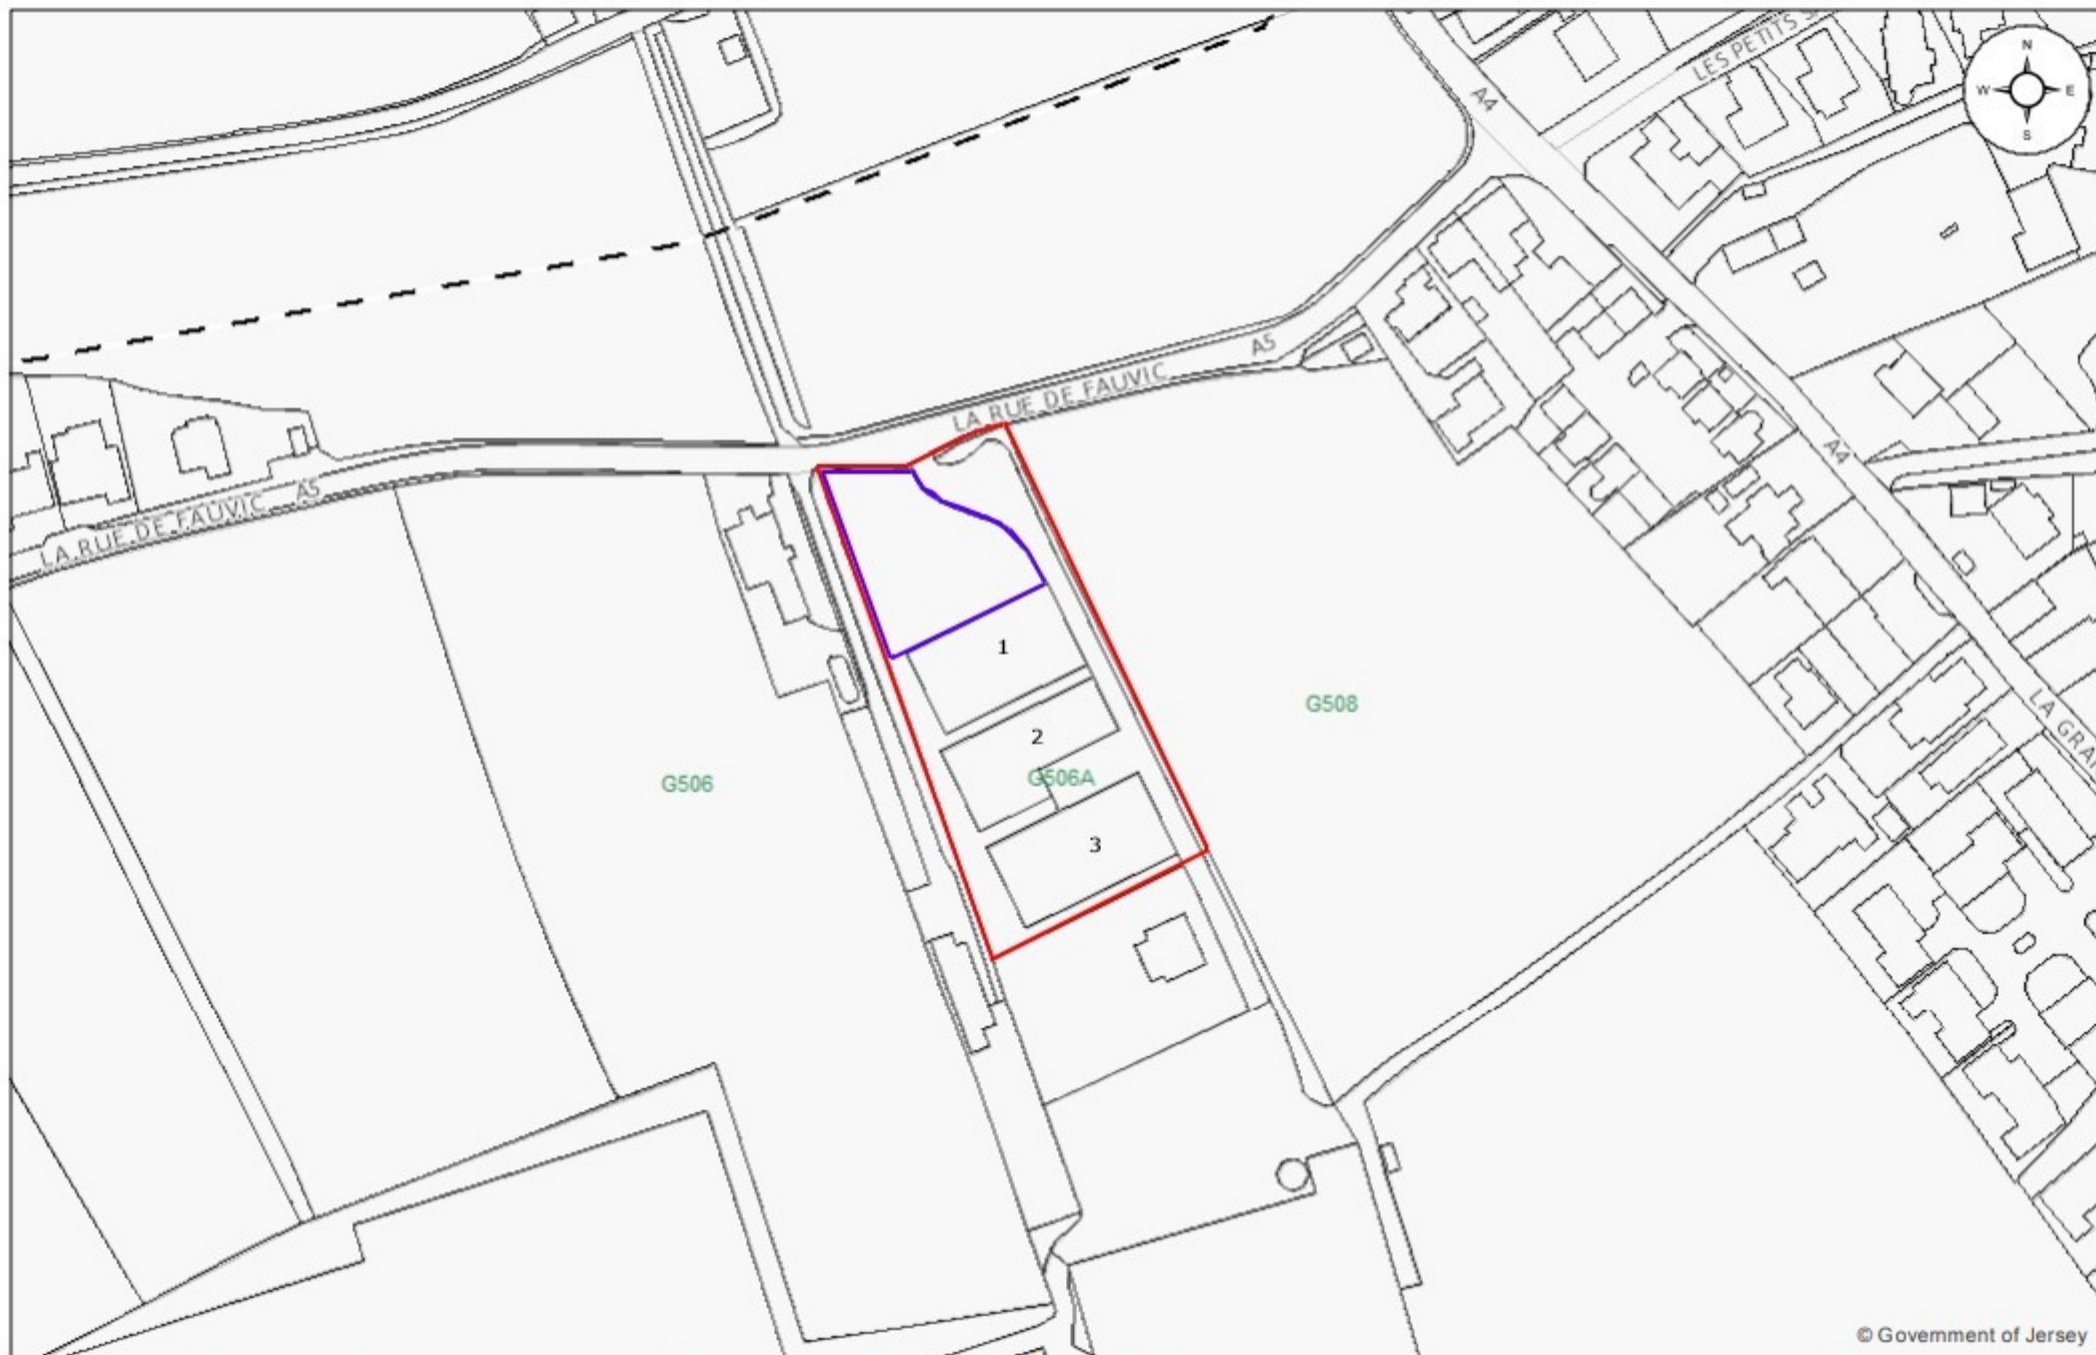 LES PETITS S
N
W E
S
A4
A5
LA RUE DE FAUVIC
A4
LA RUE DE FAUVIC A5
1
G508
LA GRAN
2
G506
G506A
3
© Government of Jersey